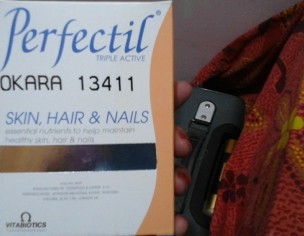 Perfectil®
TRIPLE ACTIVE
OKARA 13411
SKIN, HAIR & NAILS
essential nutrients to help maintain
healthy skin, hair & nails
VITABIOTICS